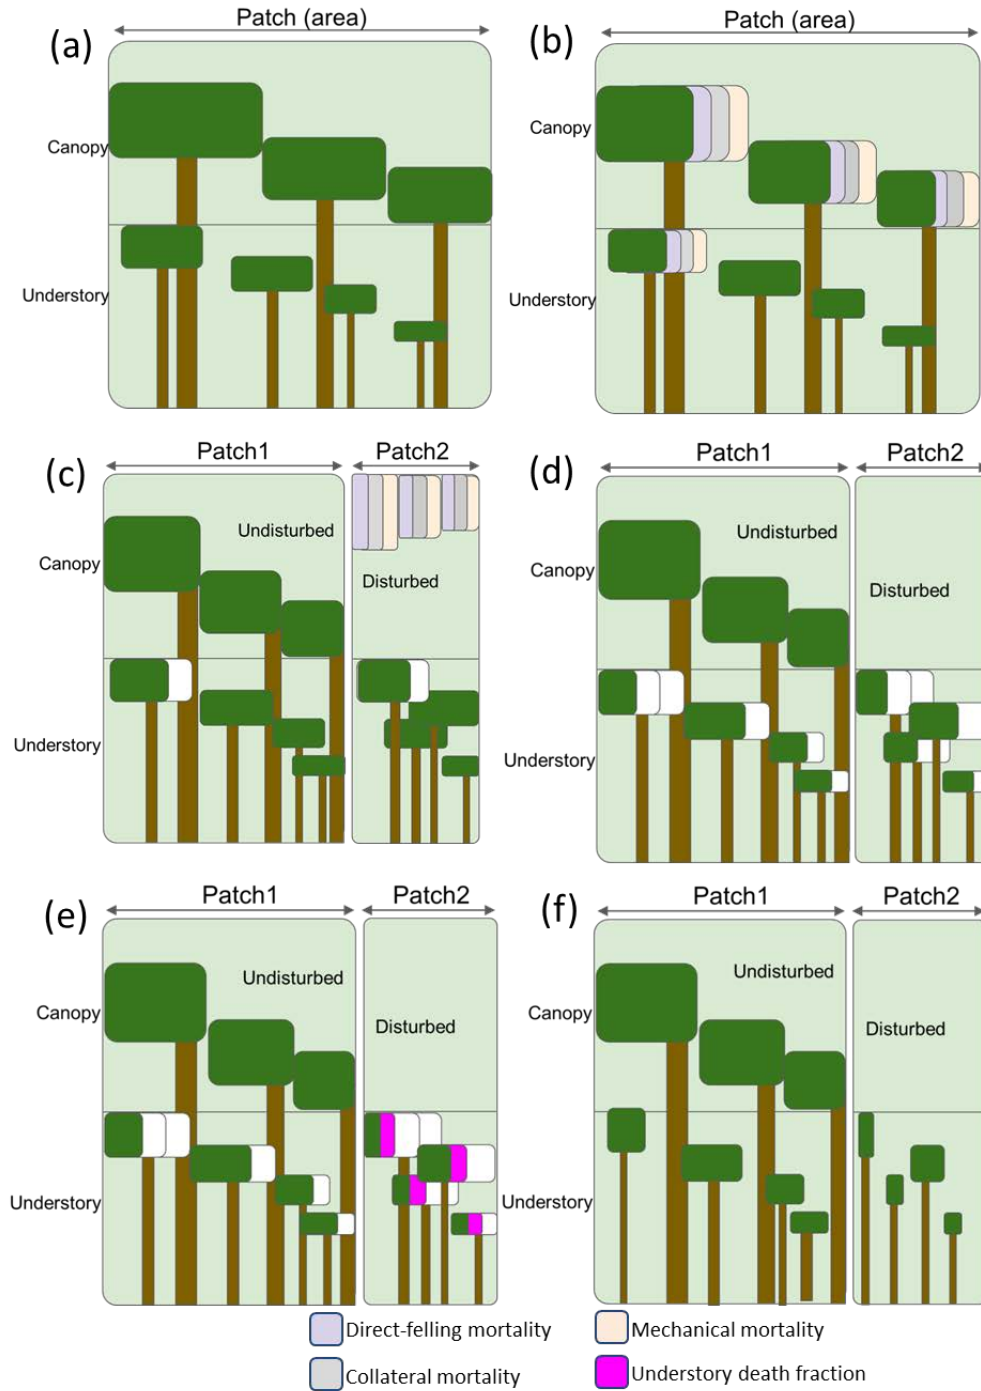 (a)
Patch (area)
Canopy
Understory
(b)
Patch (area)
Canopy
Understory
(c)
Patch1
Patch2
Undisturbed
Canopy
Disturbed
Understory
(d)
Patch1
Patch2
Undisturbed
Canopy
Disturbed
Understory
(e)
Patch1
Patch2
Undisturbed
Canopy
Disturbed
Understory
(f)
Patch1
Patch2
Undisturbed
Canopy
Disturbed
Understory
Direct-felling mortality
Mechanical mortality
Collateral mortality
Understory death fraction